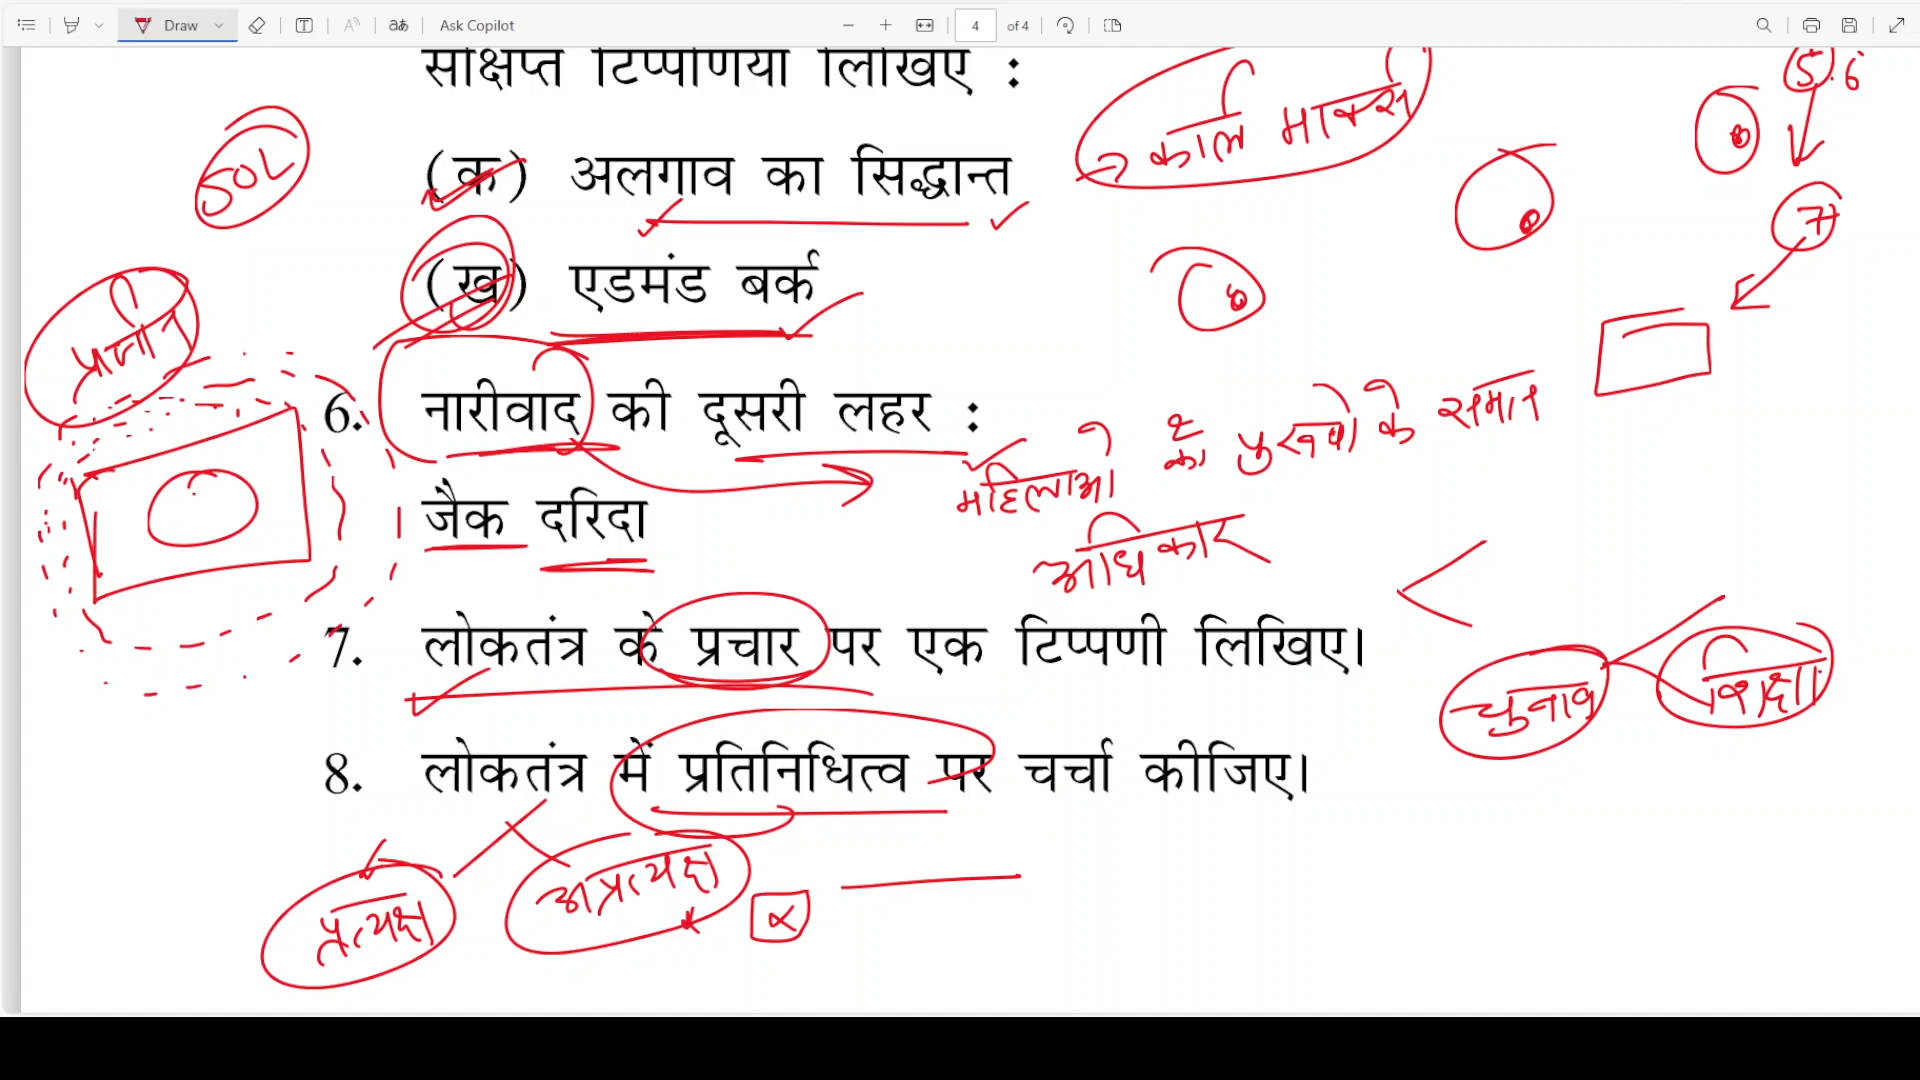 Draw
Ask Copilot
4 of 4
संक्षिप्त टिप्पणियाँ लिखिए :
→ कार्ल मार्क्स
5.6
SOL
(क) अलगाव का सिद्धान्त
7
(ख) एडमंड बर्क
6. नारीवाद की दूसरी लहर :
महिलाओ को पुरुषो के समान
अधिकार
जैक दरिदा
7. लोकतंत्र के प्रचार पर एक टिप्पणी लिखिए।
चुनाव
शिक्षा
8. लोकतंत्र में प्रतिनिधित्व पर चर्चा कीजिए।
प्रत्यक्ष
अप्रत्यक्ष